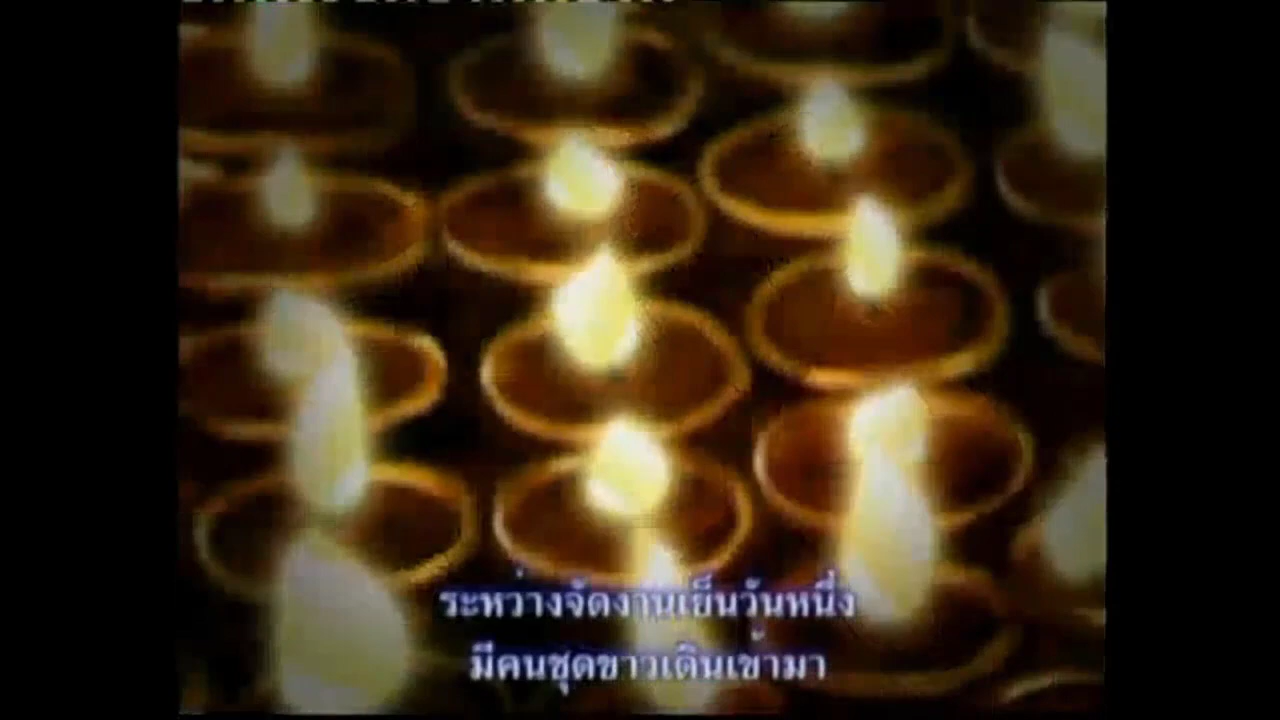 ระหว่างจัดงานเย็นวันหนึ่ง
มีคนชุดขาวเดินเข้ามา